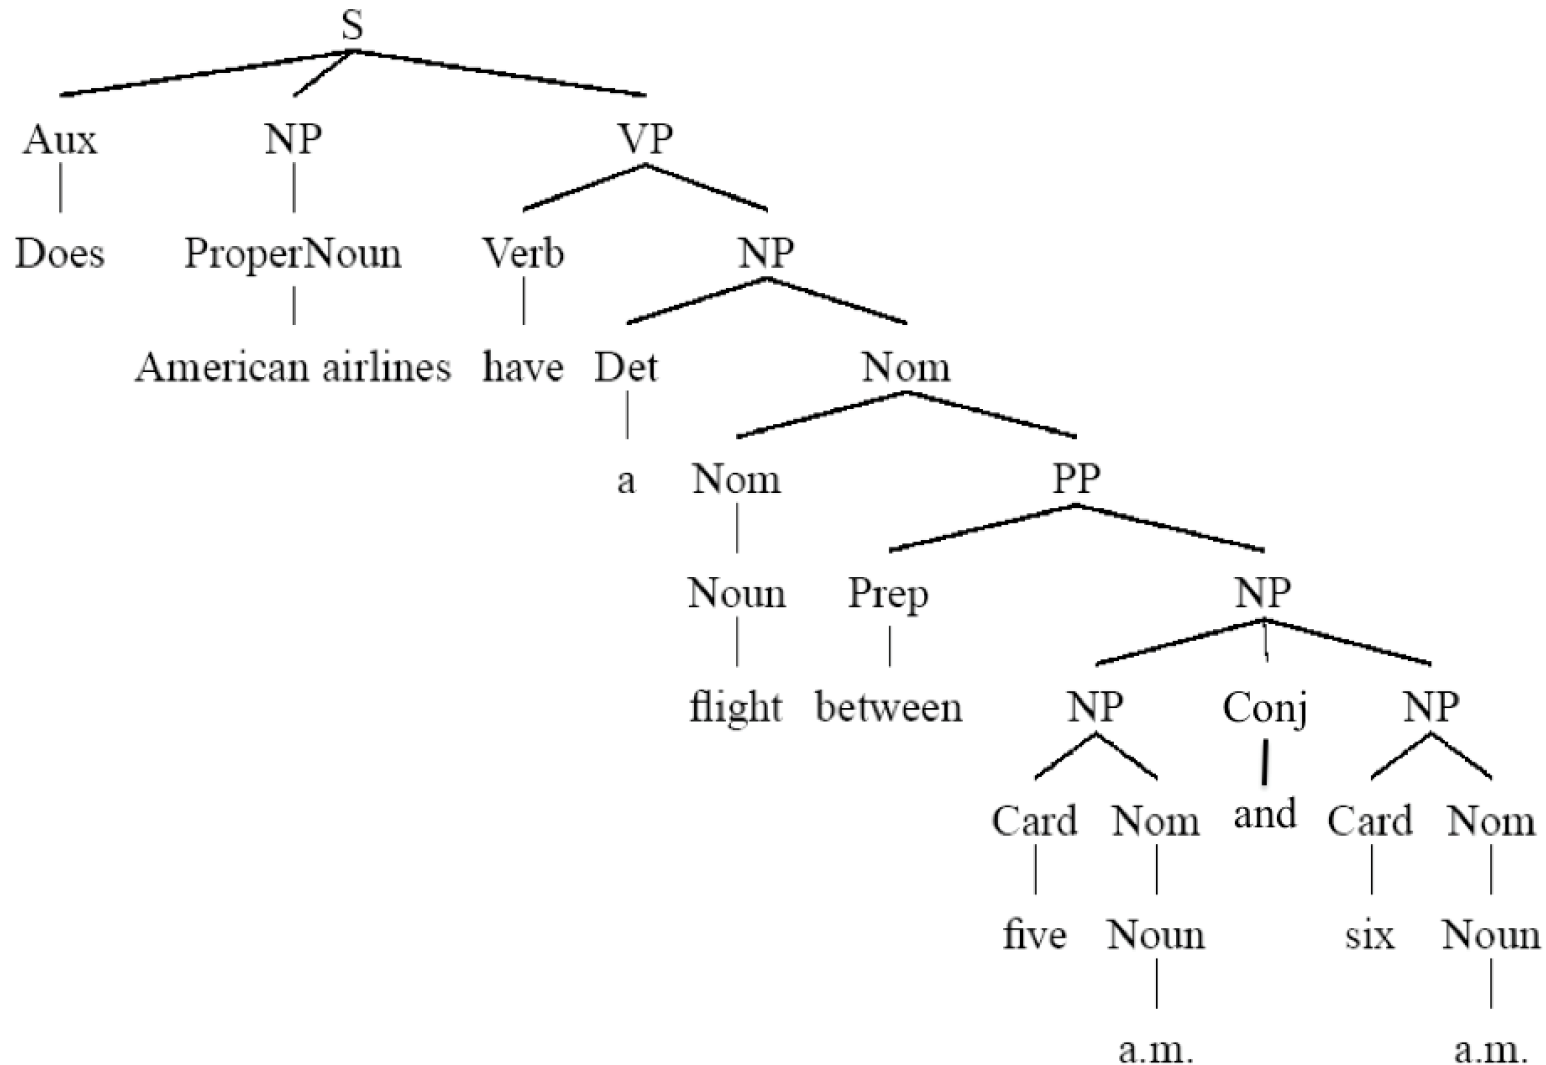 S
Aux NP VP
Does ProperNoun Verb NP
American airlines have Det Nom
a Nom PP
Noun Prep NP
flight between NP Conj NP
Card Nom and Card Nom
five Noun six Noun
a.m. a.m.